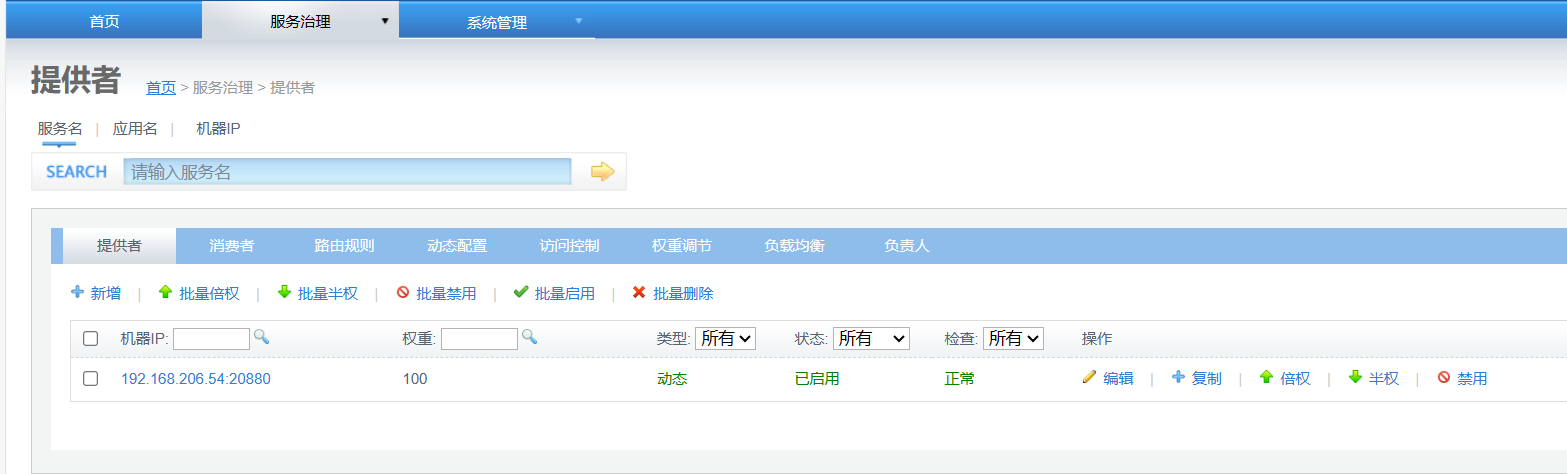 首页 服务治理 系统管理
提供者 首页 > 服务治理 > 提供者
服务名 | 应用名 | 机器IP
SEARCH 请输入服务名
提供者 消费者 路由规则 动态配置 访问控制 权重调节 负载均衡 负责人
新增 | 批量倍权 | 批量半权 | 批量禁用 | 批量启用 | 批量删除
机器IP: 权重: 类型: 所有 状态: 所有 检查: 所有 操作
192.168.206.54:20880 100 动态 已启用 正常 编辑 | 复制 | 倍权 | 半权 | 禁用